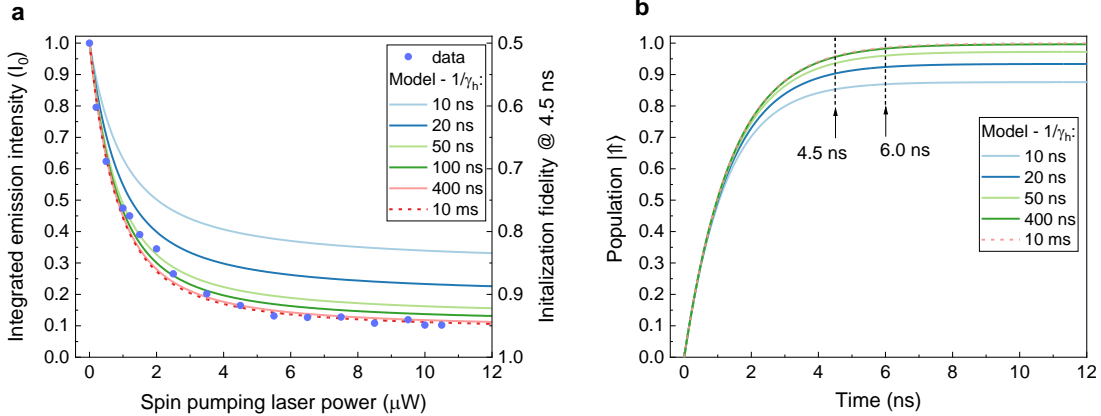 a
Integrated emisssion intensity (I0)
1.0
0.9
0.8
0.7
0.6
0.5
0.4
0.3
0.2
0.1
0.0
0
2
4
6
8
10
12
Spin pumping laser power (μW)
0.5
0.6
0.7
0.8
0.9
1.0
Initalization fidelity @ 4.5 ns
data
Model - 1/γh:
10 ns
20 ns
50 ns
100 ns
400 ns
10 ms
b
Population |⇑⟩
1.0
0.9
0.8
0.7
0.6
0.5
0.4
0.3
0.2
0.1
0.0
0
2
4
6
8
10
12
Time (ns)
4.5 ns
6.0 ns
Model - 1/γh:
10 ns
20 ns
50 ns
400 ns
10 ms